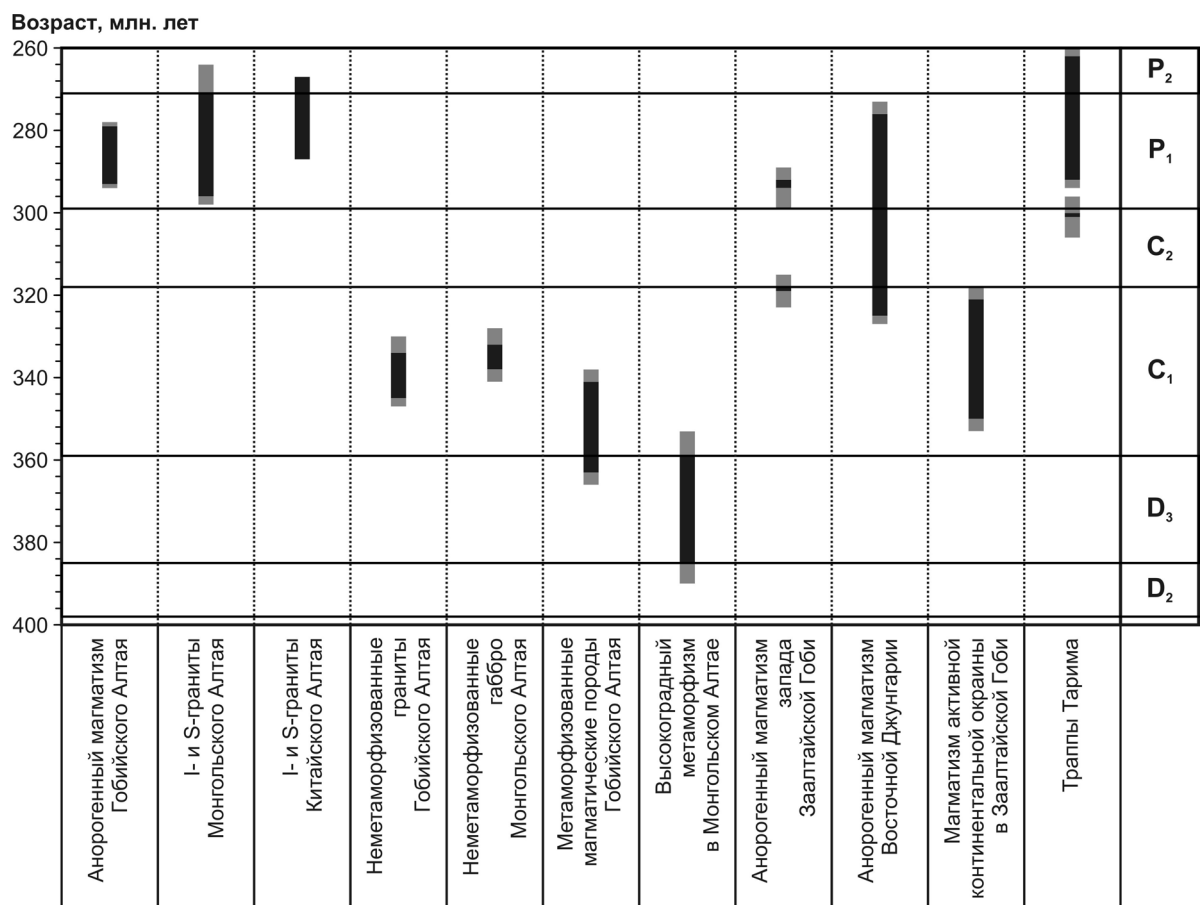 Возраст, млн. лет
260
280
300
320
340
360
380
400
P2
P1
C2
C1
D3
D2
Анорогенный магматизм
Гобийского Алтая
I- и S-граниты
Монгольского Алтая
I- и S-граниты
Китайского Алтая
Неметаморфизованные
граниты
Гобийского Алтая
Неметаморфизованные
габбро
Монгольского Алтая
Метаморфизованные
магматические породы
Гобийского Алтая
Высокоградный
метаморфизм
в Монгольском Алтае
Анорогенный магматизм
запада
Заалтайской Гоби
Анорогенный магматизм
Восточной Джунгарии
Магматизм активной
континентальной окраины
в Заалтайской Гоби
Траппы Тарима